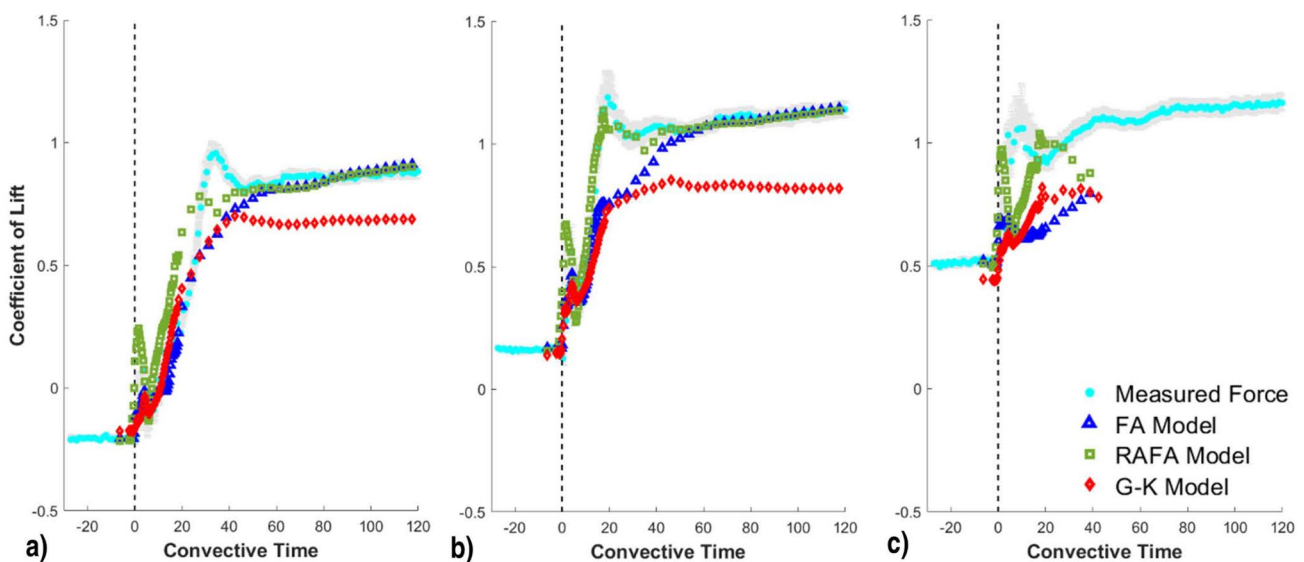 1.5
1
0.5
0
-0.5
Coefficient of Lift
-20 0 20 40 60 80 100 120
Convective Time
a)
1.5
1
0.5
0
-0.5
-20 0 20 40 60 80 100 120
Convective Time
b)
1.5
1
0.5
0
-0.5
-20 0 20 40 60 80 100 120
Convective Time
c)
Measured Force
FA Model
RAFA Model
G-K Model